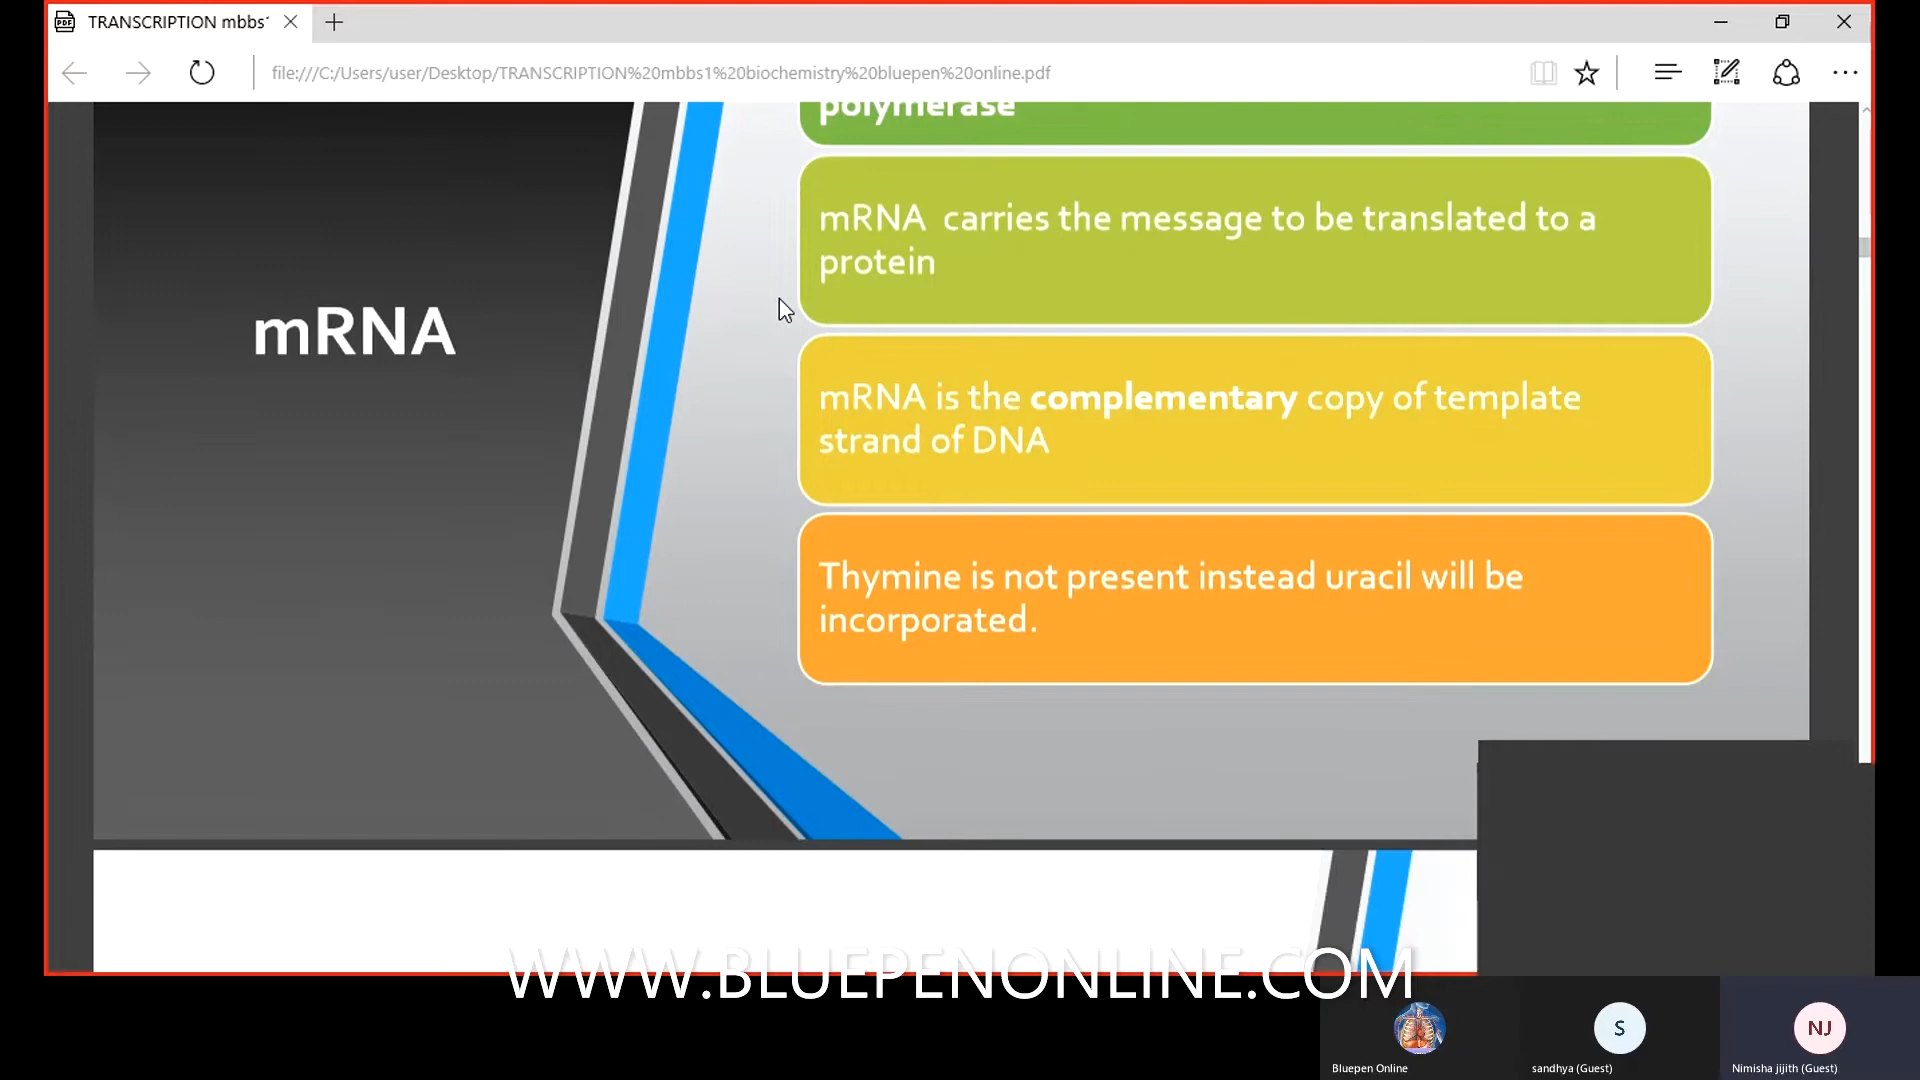 TRANSCRIPTION mbbs1
file:///C:/Users/user/Desktop/TRANSCRIPTION%20mbbs1%20biochemistry%20bluepen%20online.pdf
polymerase
mRNA carries the message to be translated to a
protein
mRNA
mRNA is the complementary copy of template
strand of DNA
Thymine is not present instead uracil will be
incorporated.
WWW.BLUEPENONLINE.COM
S
NJ
Bluepen Online
sandhya (Guest)
Nimisha jijith (Guest)